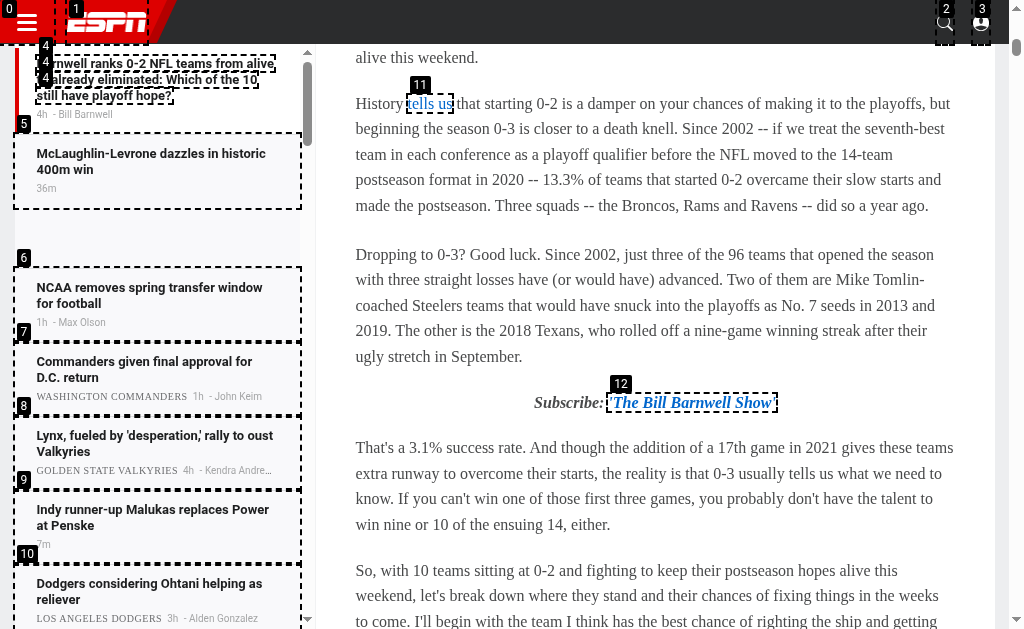 0
1
ESPN
2
3
4
4
4
Barnwell ranks 0-2 NFL teams from alive
to already eliminated: Which of the 10
still have playoff hope?
4h - Bill Barnwell
5
McLaughlin-Levrone dazzles in historic
400m win
36m
6
NCAA removes spring transfer window
for football
1h - Max Olson
7
Commanders given final approval for
D.C. return
WASHINGTON COMMANDERS 1h - John Keim
8
Lynx, fueled by 'desperation,' rally to oust
Valkyries
GOLDEN STATE VALKYRIES 4h - Kendra Andre...
9
Indy runner-up Malukas replaces Power
at Penske
7m
10
Dodgers considering Ohtani helping as
reliever
LOS ANGELES DODGERS 3h - Alden Gonzalez
alive this weekend.
11
History tells us that starting 0-2 is a damper on your chances of making it to the playoffs, but
beginning the season 0-3 is closer to a death knell. Since 2002 -- if we treat the seventh-best
team in each conference as a playoff qualifier before the NFL moved to the 14-team
postseason format in 2020 -- 13.3% of teams that started 0-2 overcame their slow starts and
made the postseason. Three squads -- the Broncos, Rams and Ravens -- did so a year ago.
Dropping to 0-3? Good luck. Since 2002, just three of the 96 teams that opened the season
with three straight losses have (or would have) advanced. Two of them are Mike Tomlin-
coached Steelers teams that would have snuck into the playoffs as No. 7 seeds in 2013 and
2019. The other is the 2018 Texans, who rolled off a nine-game winning streak after their
ugly stretch in September.
12
Subscribe: 'The Bill Barnwell Show'
That's a 3.1% success rate. And though the addition of a 17th game in 2021 gives these teams
extra runway to overcome their starts, the reality is that 0-3 usually tells us what we need to
know. If you can't win one of those first three games, you probably don't have the talent to
win nine or 10 of the ensuing 14, either.
So, with 10 teams sitting at 0-2 and fighting to keep their postseason hopes alive this
weekend, let's break down where they stand and their chances of fixing things in the weeks
to come. I'll begin with the team I think has the best chance of righting the ship and getting